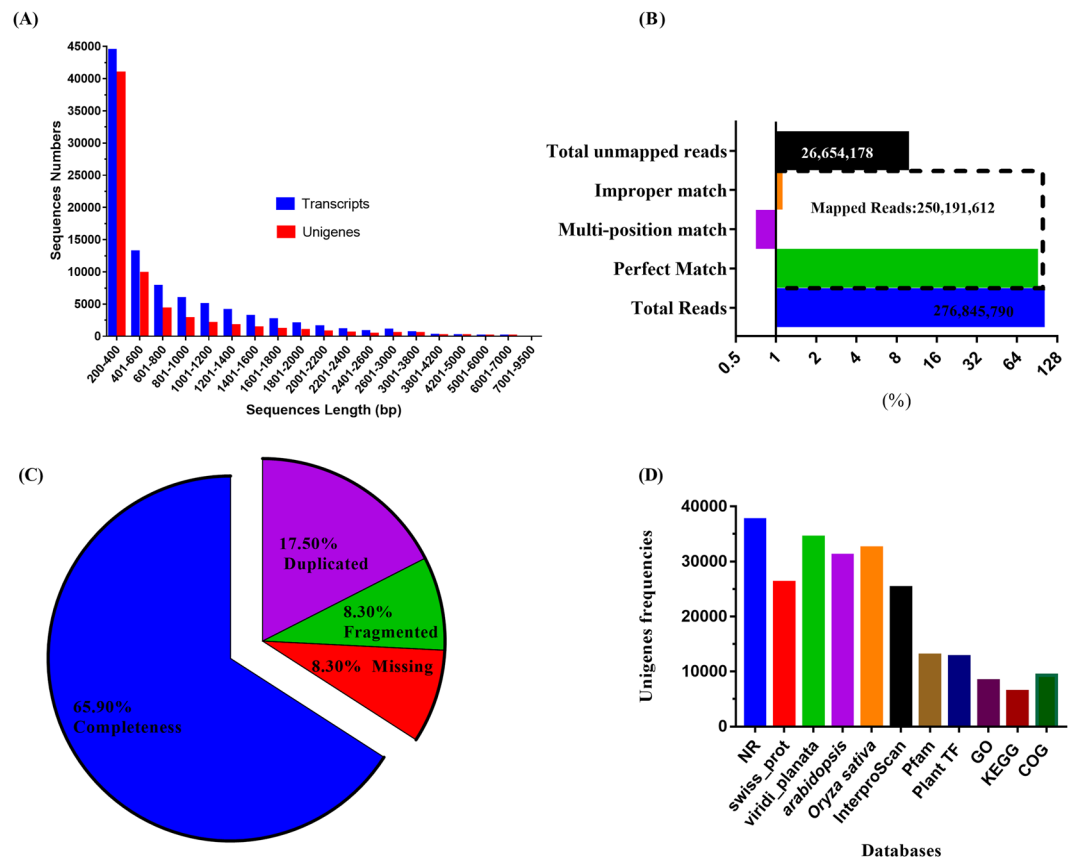 (A)
45000
40000
35000
30000
25000
20000
15000
10000
5000
0
Sequences Numbers
Transcripts
Unigenes
200-400
401-600
601-800
801-1000
1001-1200
1201-1400
1401-1600
1601-1800
1801-2000
2001-2200
2201-2400
2401-2600
2601-3000
3001-3500
3801-4200
4201-5000
5001-6000
6001-7000
7001-9500
Sequences Length (bp)
(B)
Total unmapped reads
26,654,178
Improper match
Mapped Reads:250,191,612
Multi-position match
Perfect Match
Total Reads
276,845,790
0.5
1
2
4
8
16
32
64
128
(%)
(C)
17.50%
Duplicated
8.30%
Fragmented
8.30% Missing
65.90%
Completeness
(D)
40000
30000
20000
10000
0
Unigenes frequencies
NR
swiss_prot
viridi_planata
arabidopsis
Oryza sativa
InterproScan
Pfam
Plant TF
GO
KEGG
COG
Databases